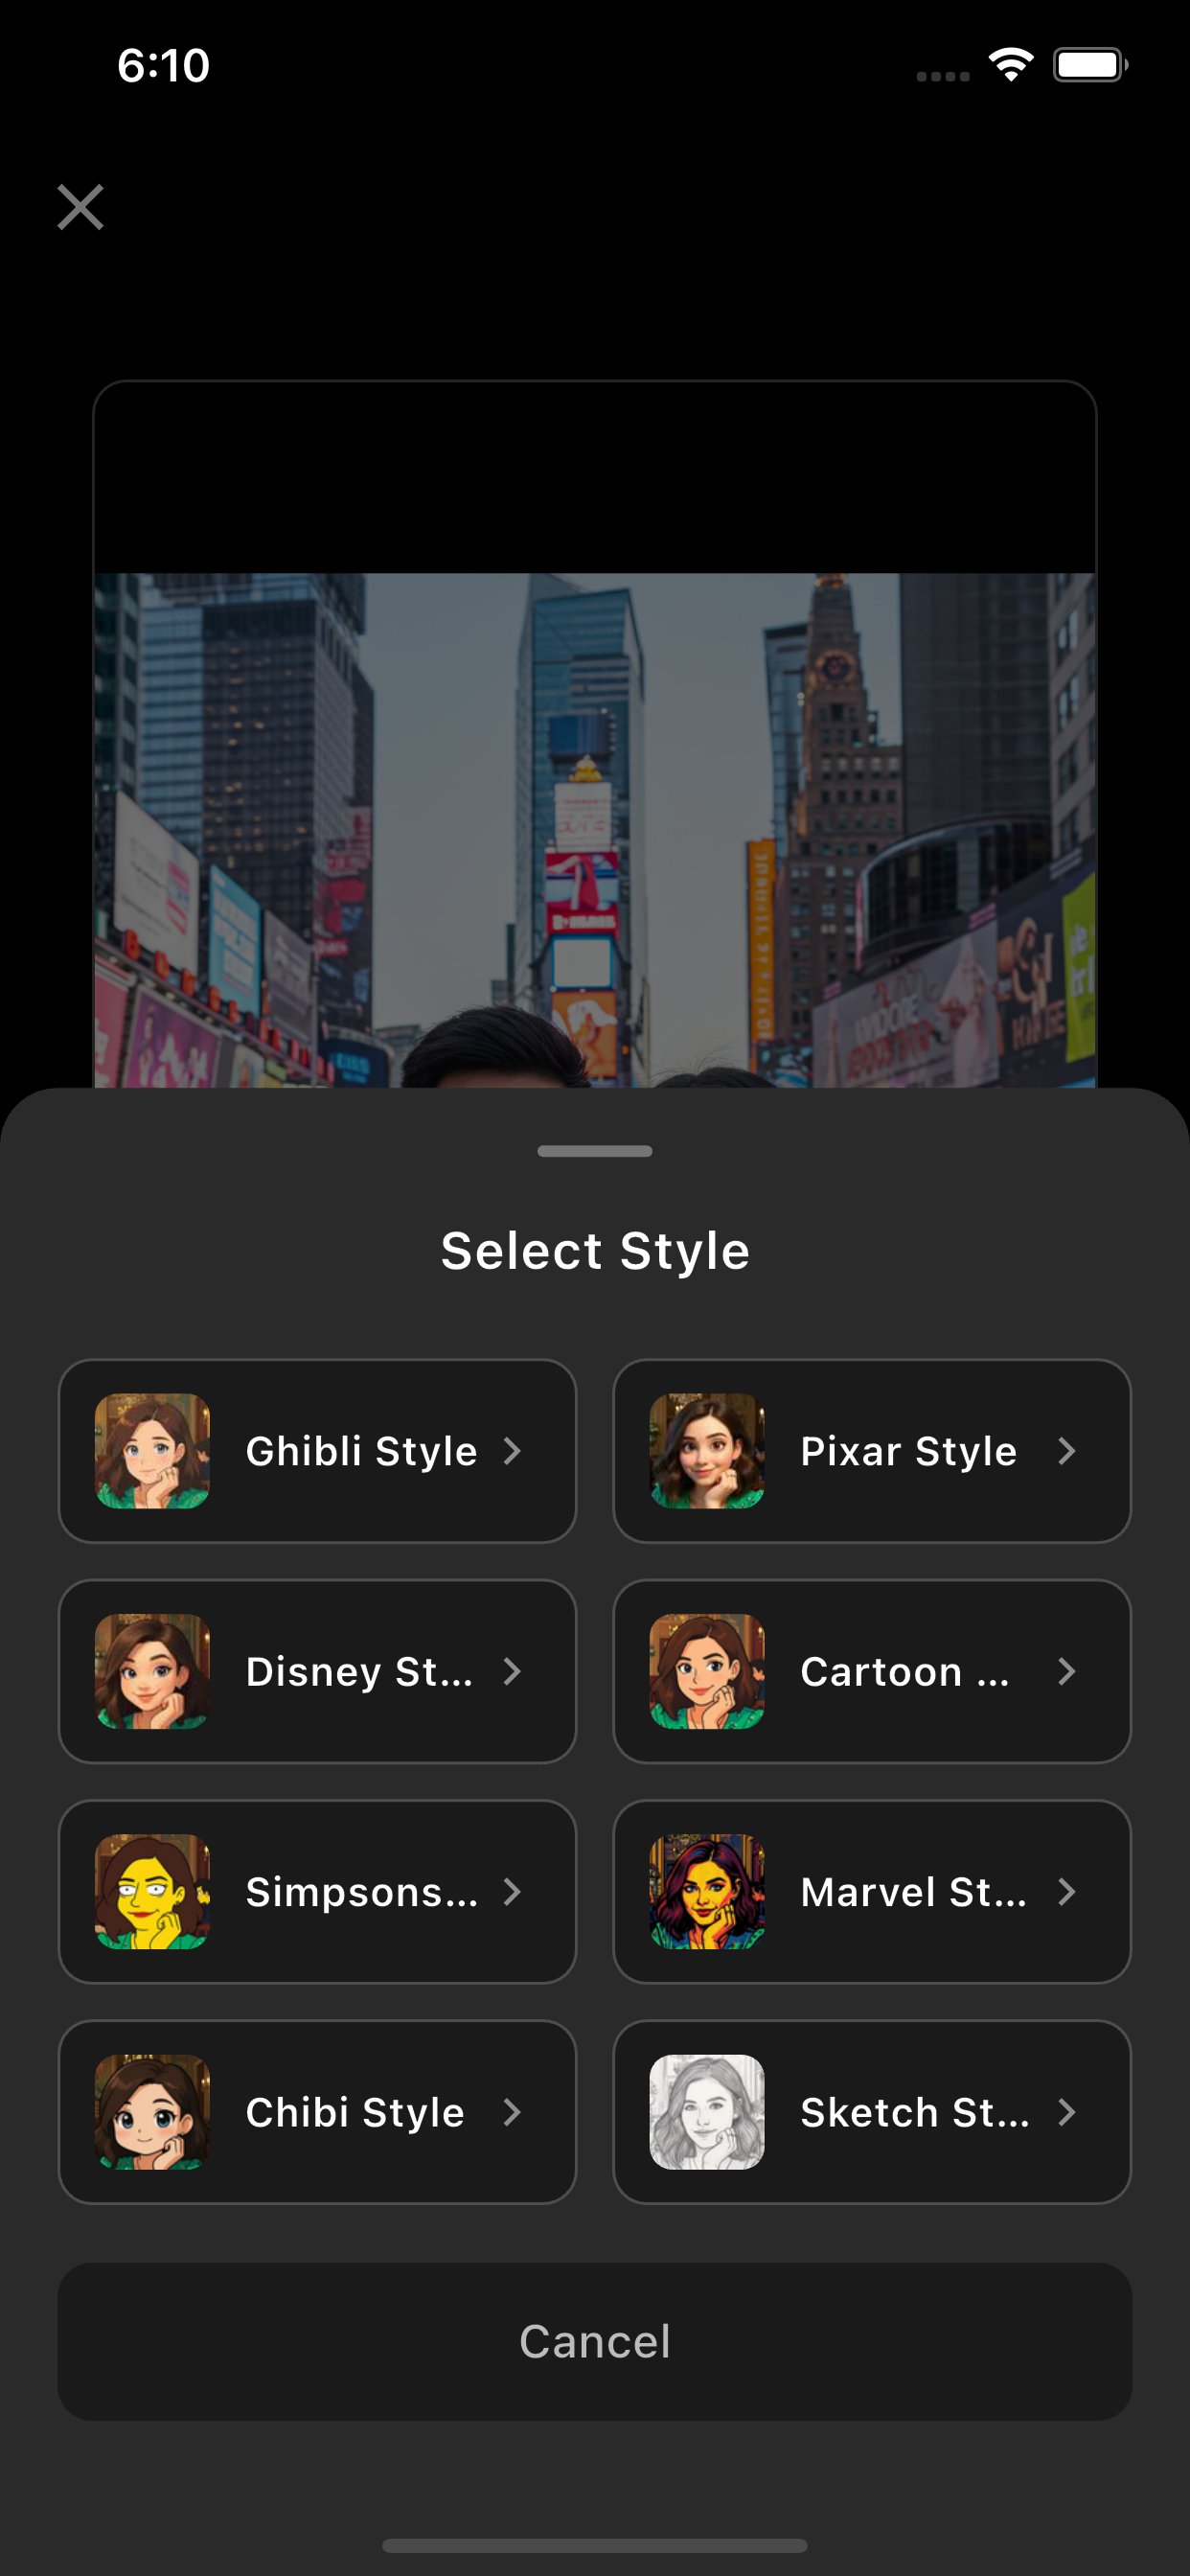 6:10
Select Style
Ghibli Style
Pixar Style
Disney St...
Cartoon ...
Simpsons...
Marvel St...
Chibi Style
Sketch St...
Cancel